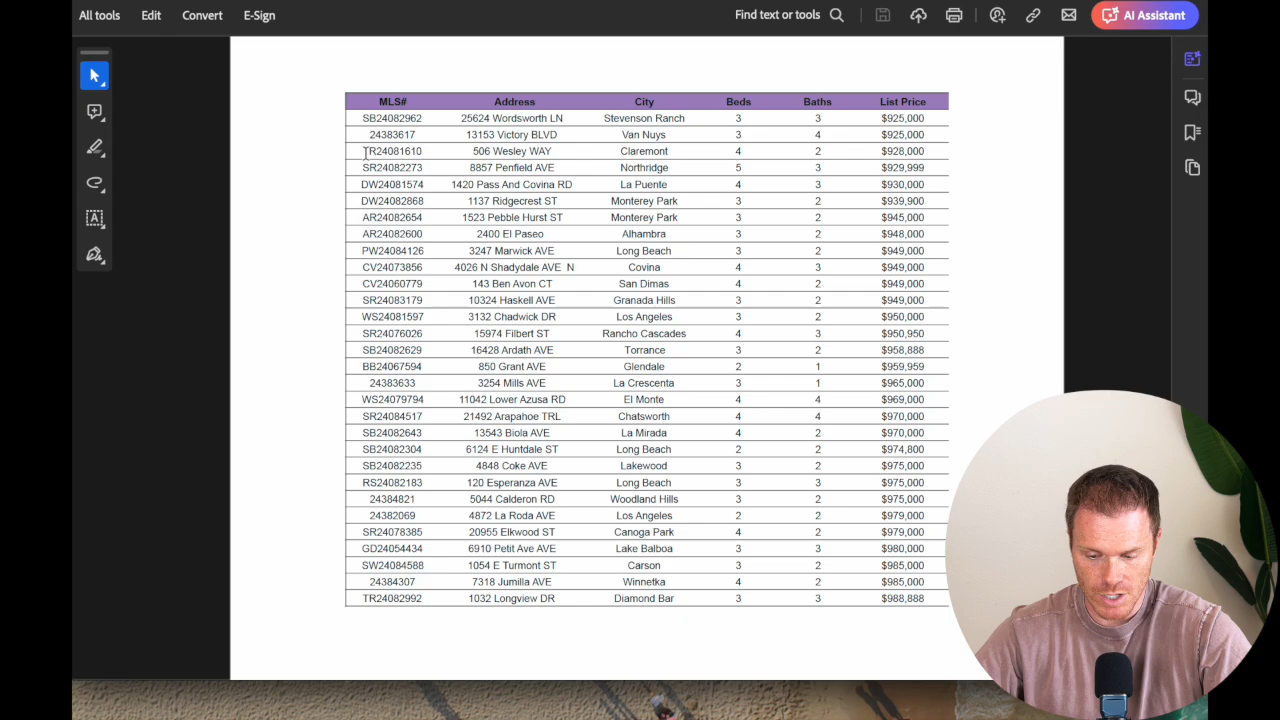 All tools Edit Convert E-Sign Find text or tools AI Assistant
MLS# Address City Beds Baths List Price
SB24082962 25624 Wordsworth LN Stevenson Ranch 3 3 $925,000
24383617 13153 Victory BLVD Van Nuys 3 4 $925,000
TR24081610 506 Wesley WAY Claremont 4 2 $928,000
SR24082273 8857 Penfield AVE Northridge 5 3 $929,999
DW24081574 1420 Pass And Covina RD La Puente 4 3 $930,000
DW24082868 1137 Ridgecrest ST Monterey Park 3 2 $939,900
AR24082654 1523 Pebble Hurst ST Monterey Park 3 2 $945,000
AR24082600 2400 El Paseo Alhambra 3 2 $948,000
PW24084126 3247 Marwick AVE Long Beach 3 2 $949,000
CV24073856 4026 N Shadydale AVE N Covina 4 3 $949,000
CV24060779 143 Ben Avon CT San Dimas 4 2 $949,000
SR24083179 10324 Haskell AVE Granada Hills 3 2 $949,000
WS24081597 3132 Chadwick DR Los Angeles 3 2 $950,000
SR24076026 15974 Filbert ST Rancho Cascades 4 3 $950,950
SB24082629 16428 Ardath AVE Torrance 3 2 $958,888
BB24067594 850 Grant AVE Glendale 2 1 $959,959
24383633 3254 Mills AVE La Crescenta 3 1 $965,000
WS24079794 11042 Lower Azusa RD El Monte 4 4 $969,000
SR24084517 21492 Arapahoe TRL Chatsworth 4 4 $970,000
SB24082643 13543 Biola AVE La Mirada 4 2 $970,000
SB24082304 6124 E Huntdale ST Long Beach 2 2 $974,800
SB24082235 4848 Coke AVE Lakewood 3 2 $975,000
RS24082183 120 Esperanza AVE Long Beach 3 3 $975,000
24384821 5044 Calderon RD Woodland Hills 3 2 $975,000
24382069 4872 La Roda AVE Los Angeles 2 2 $979,000
SR24078385 20955 Elkwood ST Canoga Park 4 2 $979,000
GD24054434 6910 Petit Ave AVE Lake Balboa 3 3 $980,000
SW24084588 1054 E Turmont ST Carson 3 2 $985,000
24384307 7318 Jumilla AVE Winnetka 4 2 $985,000
TR24082992 1032 Longview DR Diamond Bar 3 3 $988,888